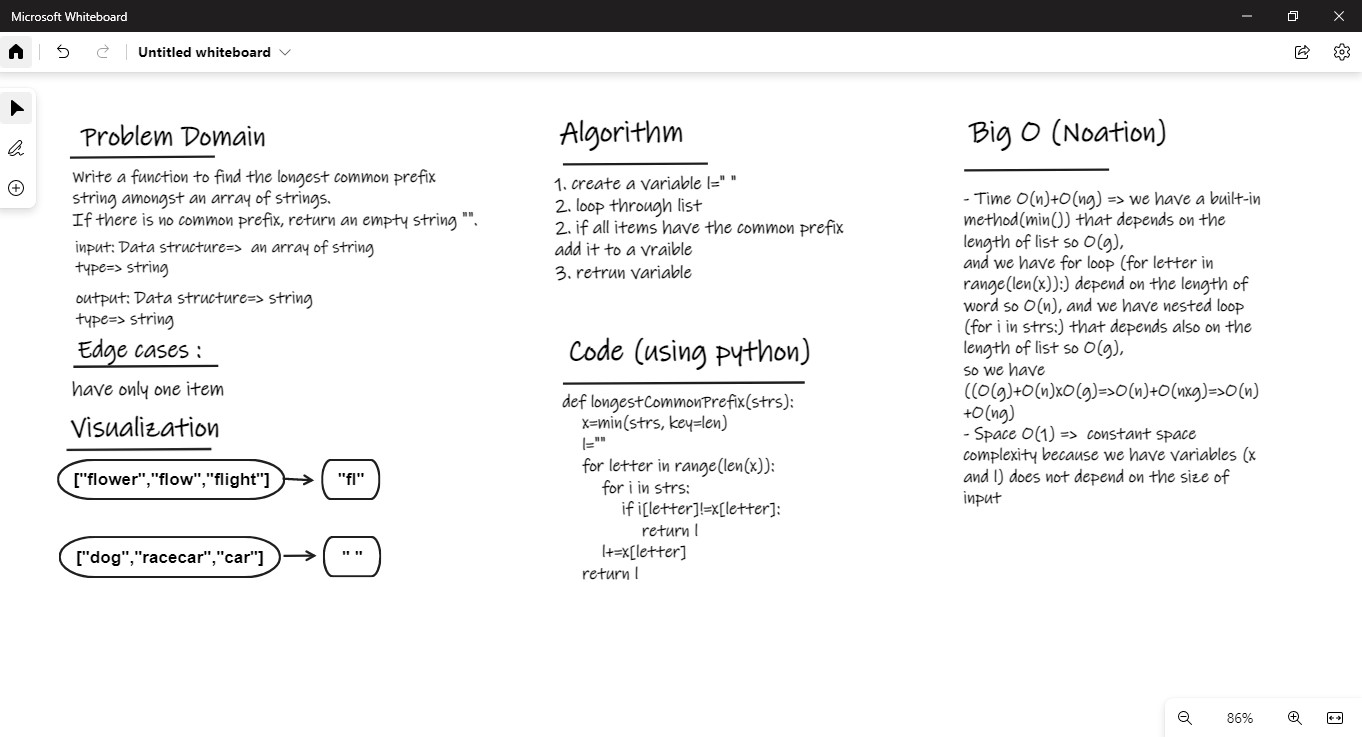 Microsoft Whiteboard
Untitled whiteboard
Problem Domain
Write a function to find the longest common prefix
string amongst an array of strings.
If there is no common prefix, return an empty string "".
input: Data structure=> an array of string
type=> string
output: Data structure=> string
type=> string
Edge cases :
have only one item
Visualization
["flower","flow","flight"]
"fl"
["dog","racecar","car"]
" "
Algorithm
1. create a variable l=" "
2. loop through list
2. if all items have the common prefix
add it to a vraible
3. retrun variable
Code (using python)
def longestCommonPrefix(strs):
x=min(strs, key=len)
l=""
for letter in range(len(x)):
for i in strs:
if i[letter]!=x[letter]:
return l
l+=x[letter]
return l
Big O (Noation)
- Time O(n)+O(ng) => we have a built-in
method(min()) that depends on the
length of list so O(g),
and we have for loop (for letter in
range(len(x)):) depend on the length of
word so O(n), and we have nested loop
(for i in strs:) that depends also on the
length of list so O(g),
so we have
((O(g)+O(n)xO(g)=>O(n)+O(nxg)=>O(n)
+O(ng)
- Space O(1) => constant space
complexity because we have variables (x
and l) does not depend on the size of
input
86%